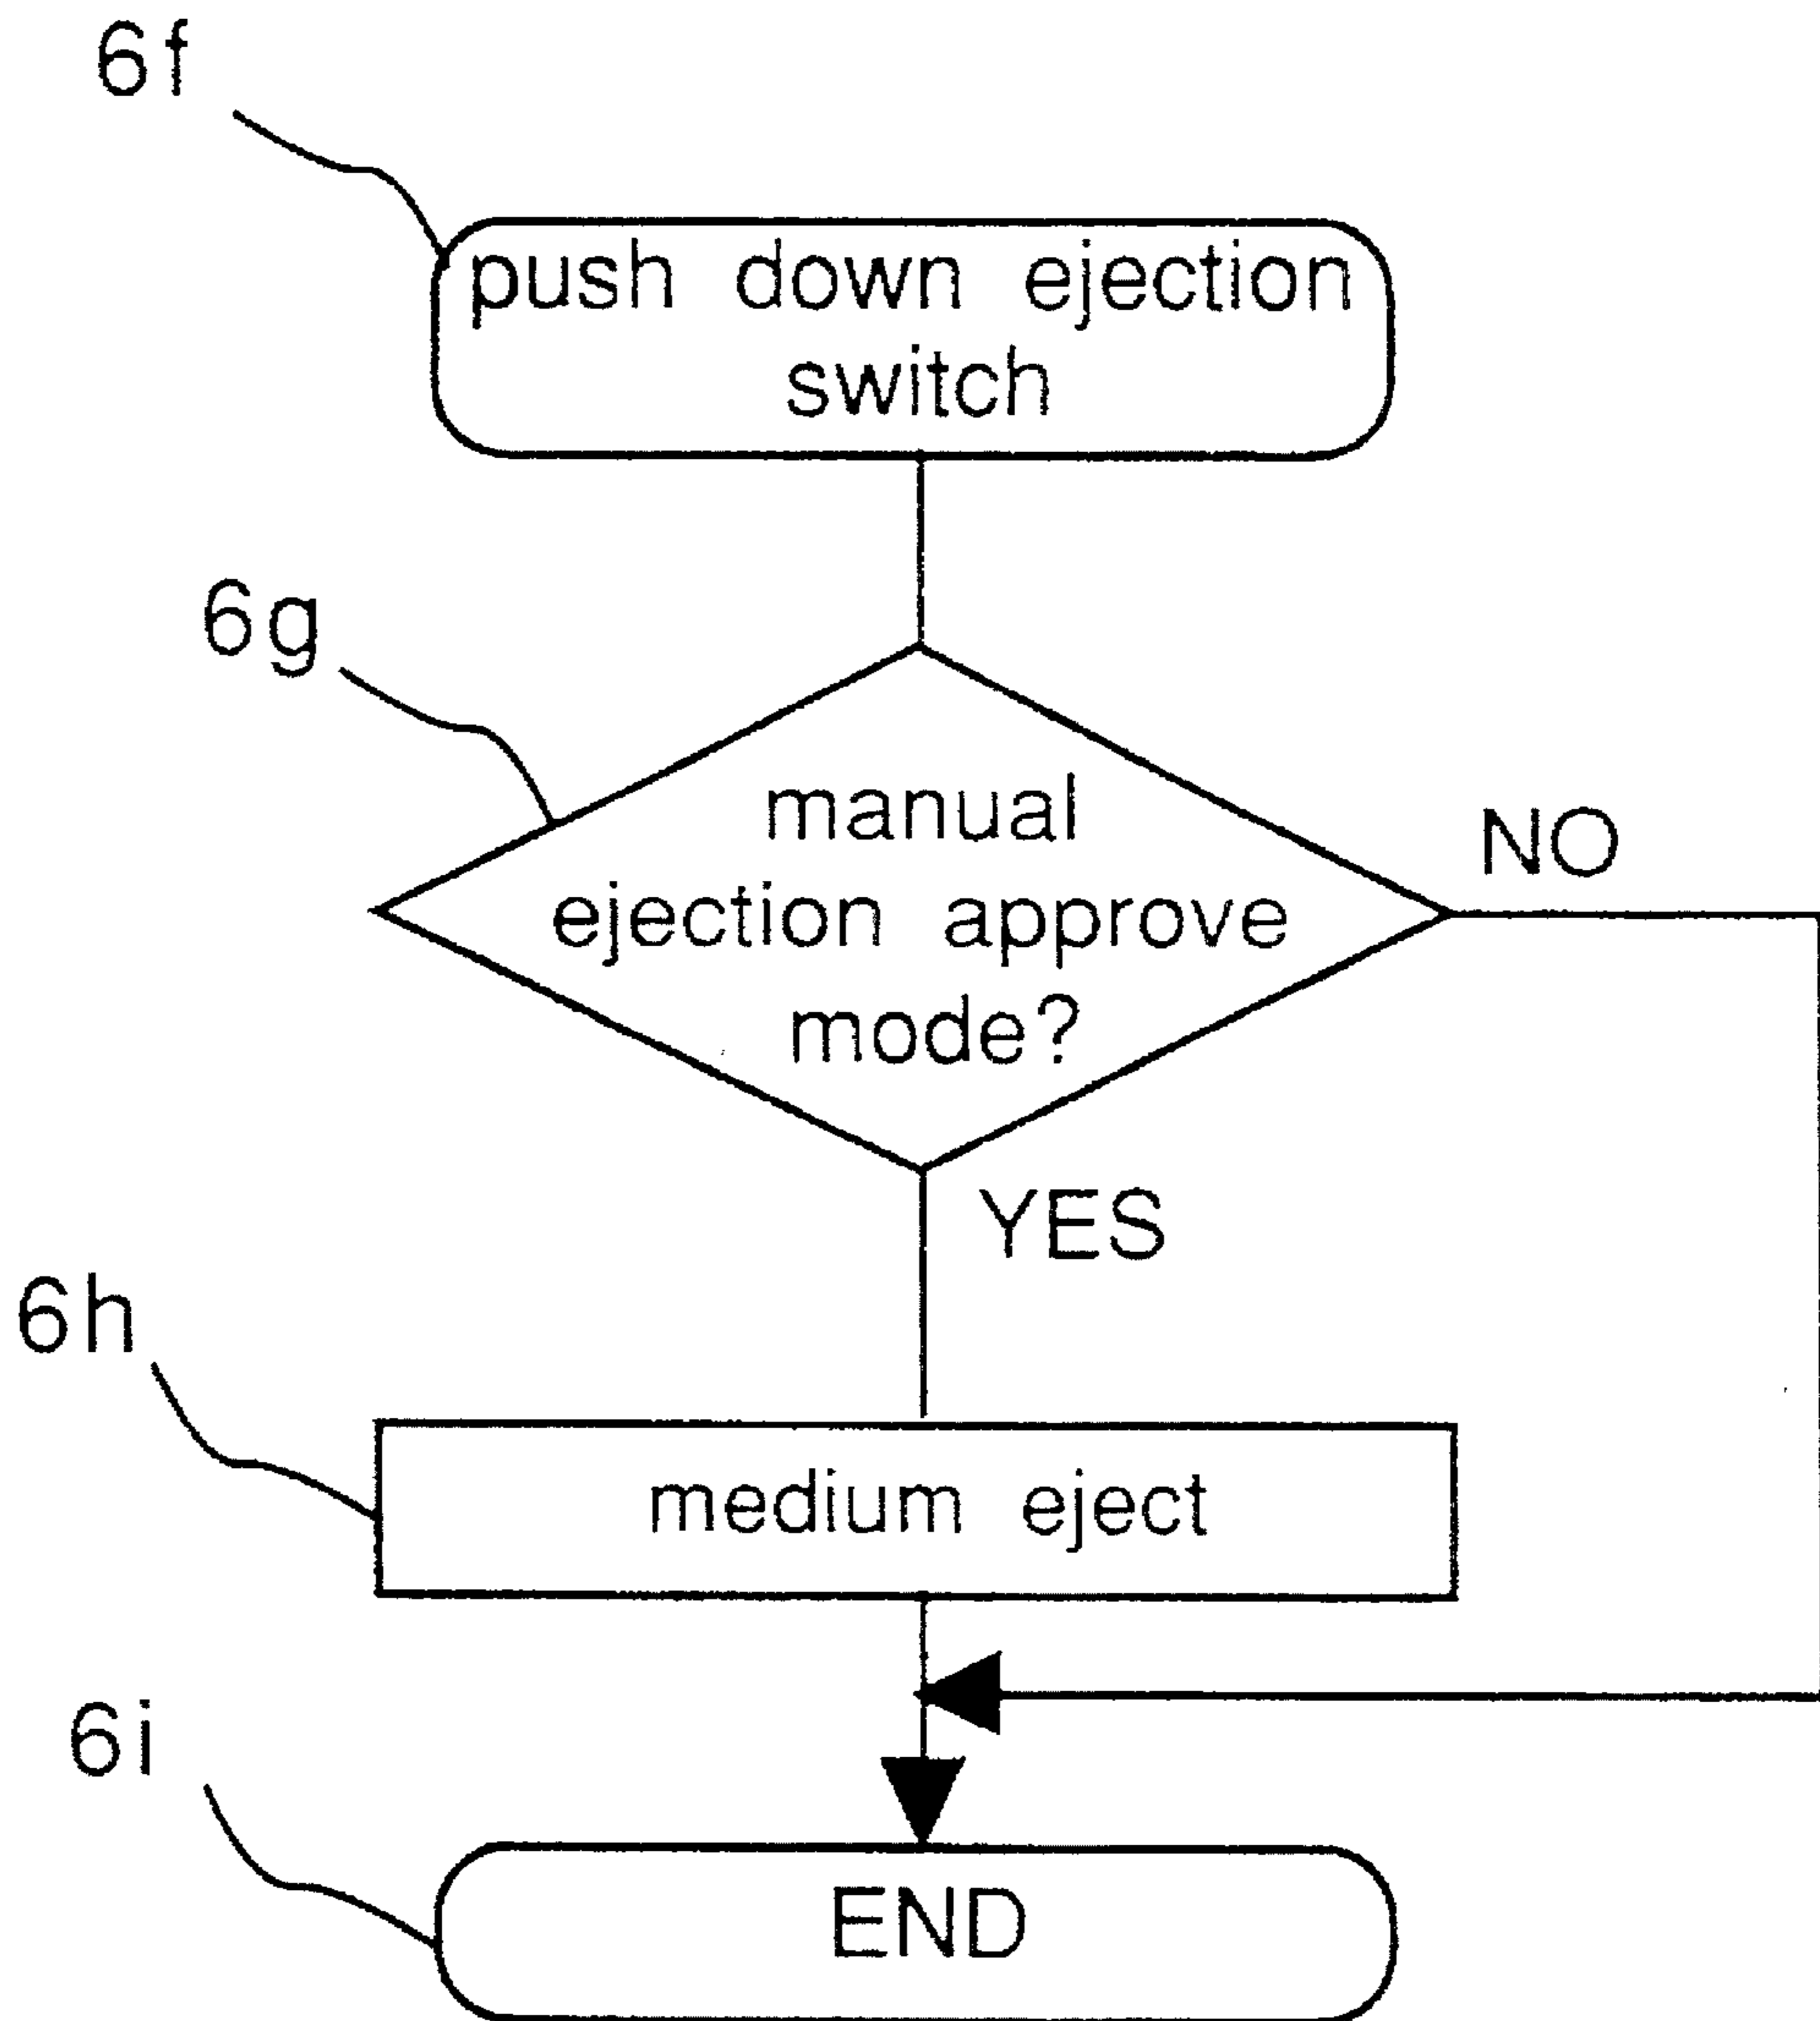 6f
push down ejection
switch
6g
manual
ejection approve
mode?
NO
YES
6h
medium eject
6i
END